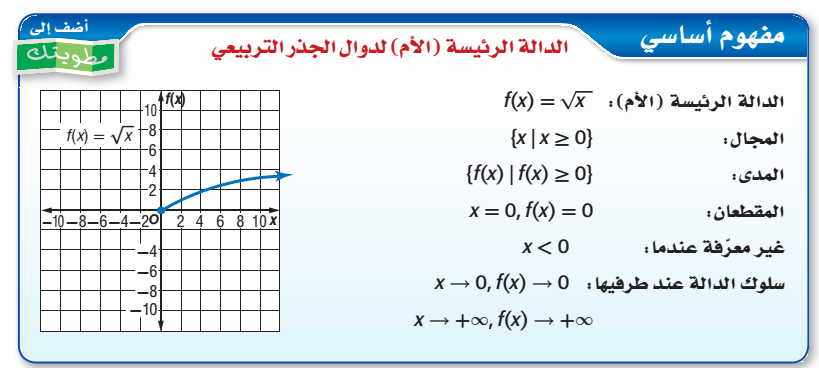 مفهوم أساسي
الدالة الرئيسة (الأم) لدوال الجذر التربيعي
أضف إلى
مطويتك
الدالة الرئيسة (الأم): f(x) = √x
المجال: {x | x ≥ 0}
المدى: {f(x) | f(x) ≥ 0}
المقطعان: x = 0, f(x) = 0
غير معرّفة عندما: x < 0
سلوك الدالة عند طرفيها: x → 0, f(x) → 0
x → +∞, f(x) → +∞
f(x)
10
f(x) = √x
8
6
4
2
−10 −8 −6 −4 −2 O 2 4 6 8 10 x
−4
−6
−8
−10